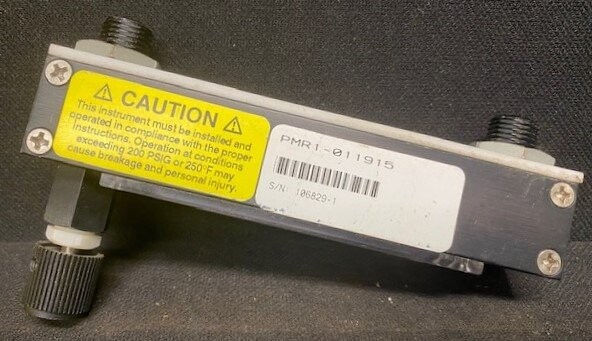 ⚠ CAUTION ⚠
This instrument must be installed and
operated in compliance with the proper
instructions. Operation at conditions
exceeding 200 PSIG or 250°F may
cause breakage and personal injury.
PMR1-011915
S/N 106829-1